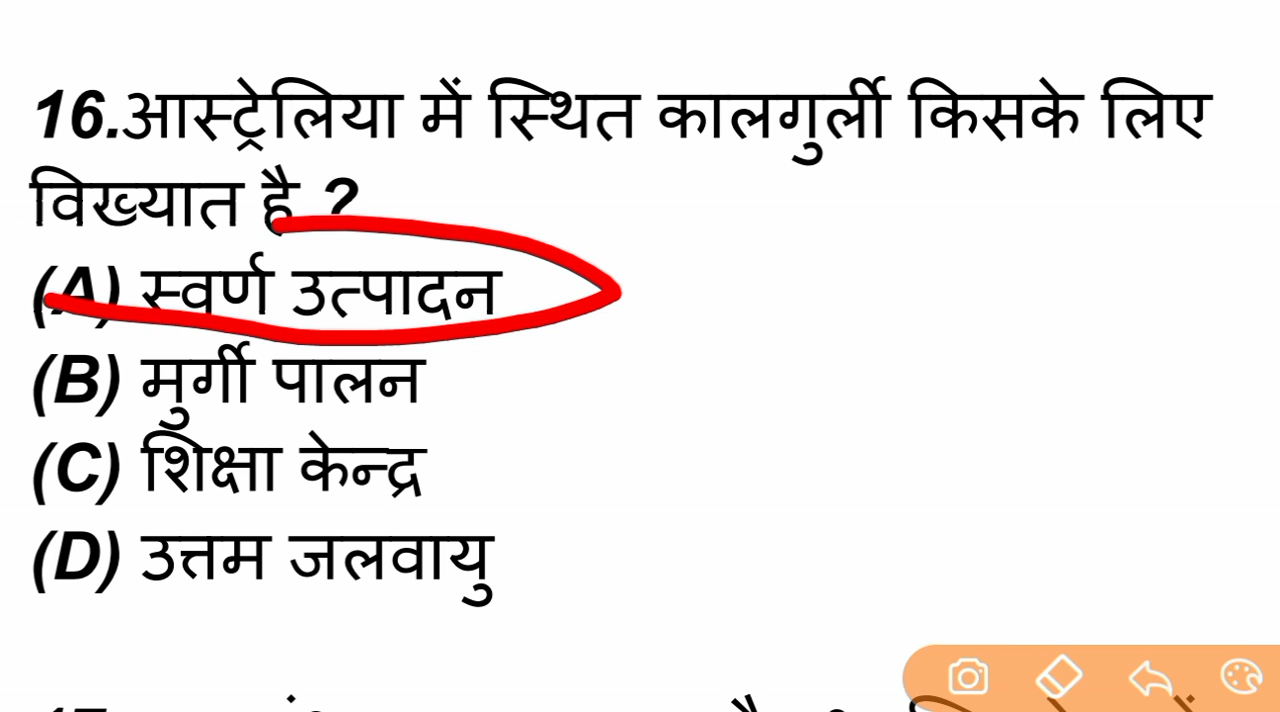 16.आस्ट्रेलिया में स्थित कालगुर्ली किसके लिए
विख्यात है ?
(A) स्वर्ण उत्पादन
(B) मुर्गी पालन
(C) शिक्षा केन्द्र
(D) उत्तम जलवायु